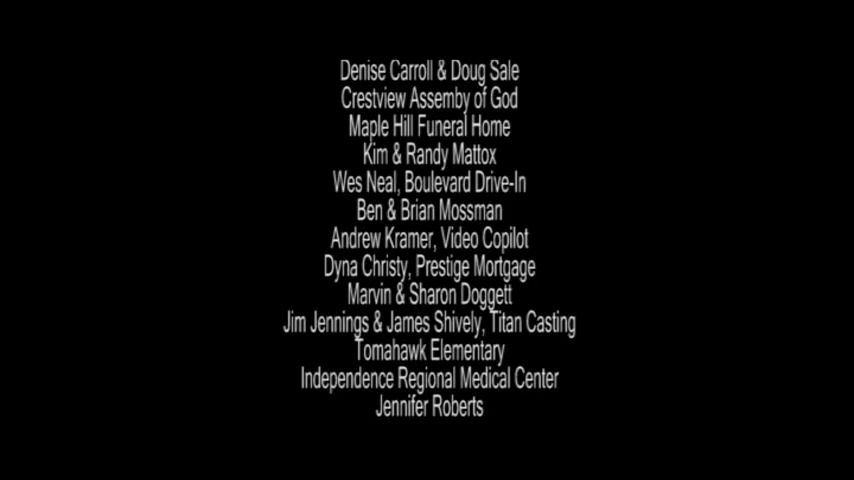 Denise Carroll & Doug Sale
Crestview Assemby of God
Maple Hill Funeral Home
Kim & Randy Mattox
Wes Neal, Boulevard Drive-In
Ben & Brian Mossman
Andrew Kramer, Video Copilot
Dyna Christy, Prestige Mortgage
Marvin & Sharon Doggett
Jim Jennings & James Shively, Titan Casting
Tomahawk Elementary
Independence Regional Medical Center
Jennifer Roberts